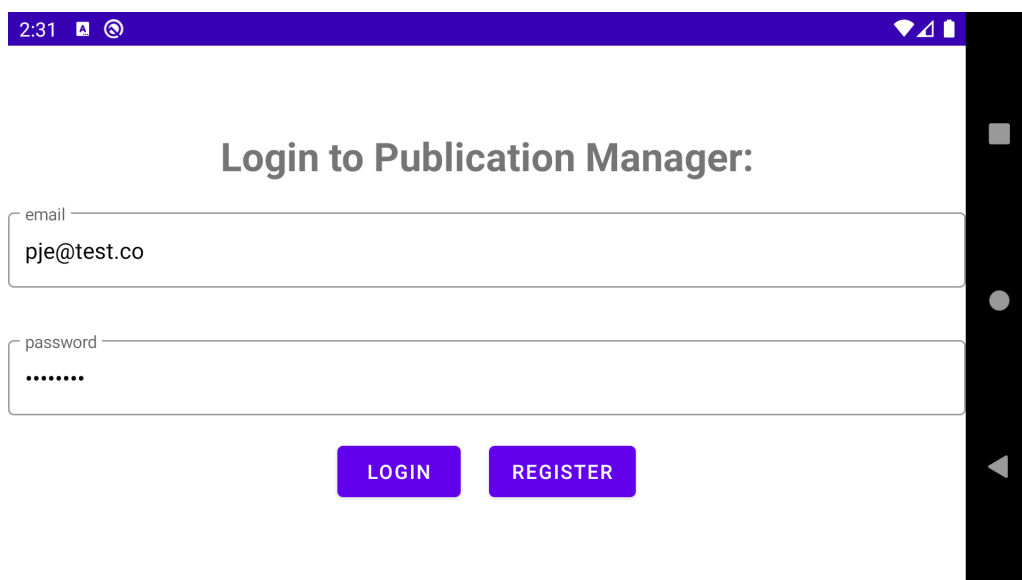 2:31
Login to Publication Manager:
email
pje@test.co
password
••••••••
LOGIN REGISTER